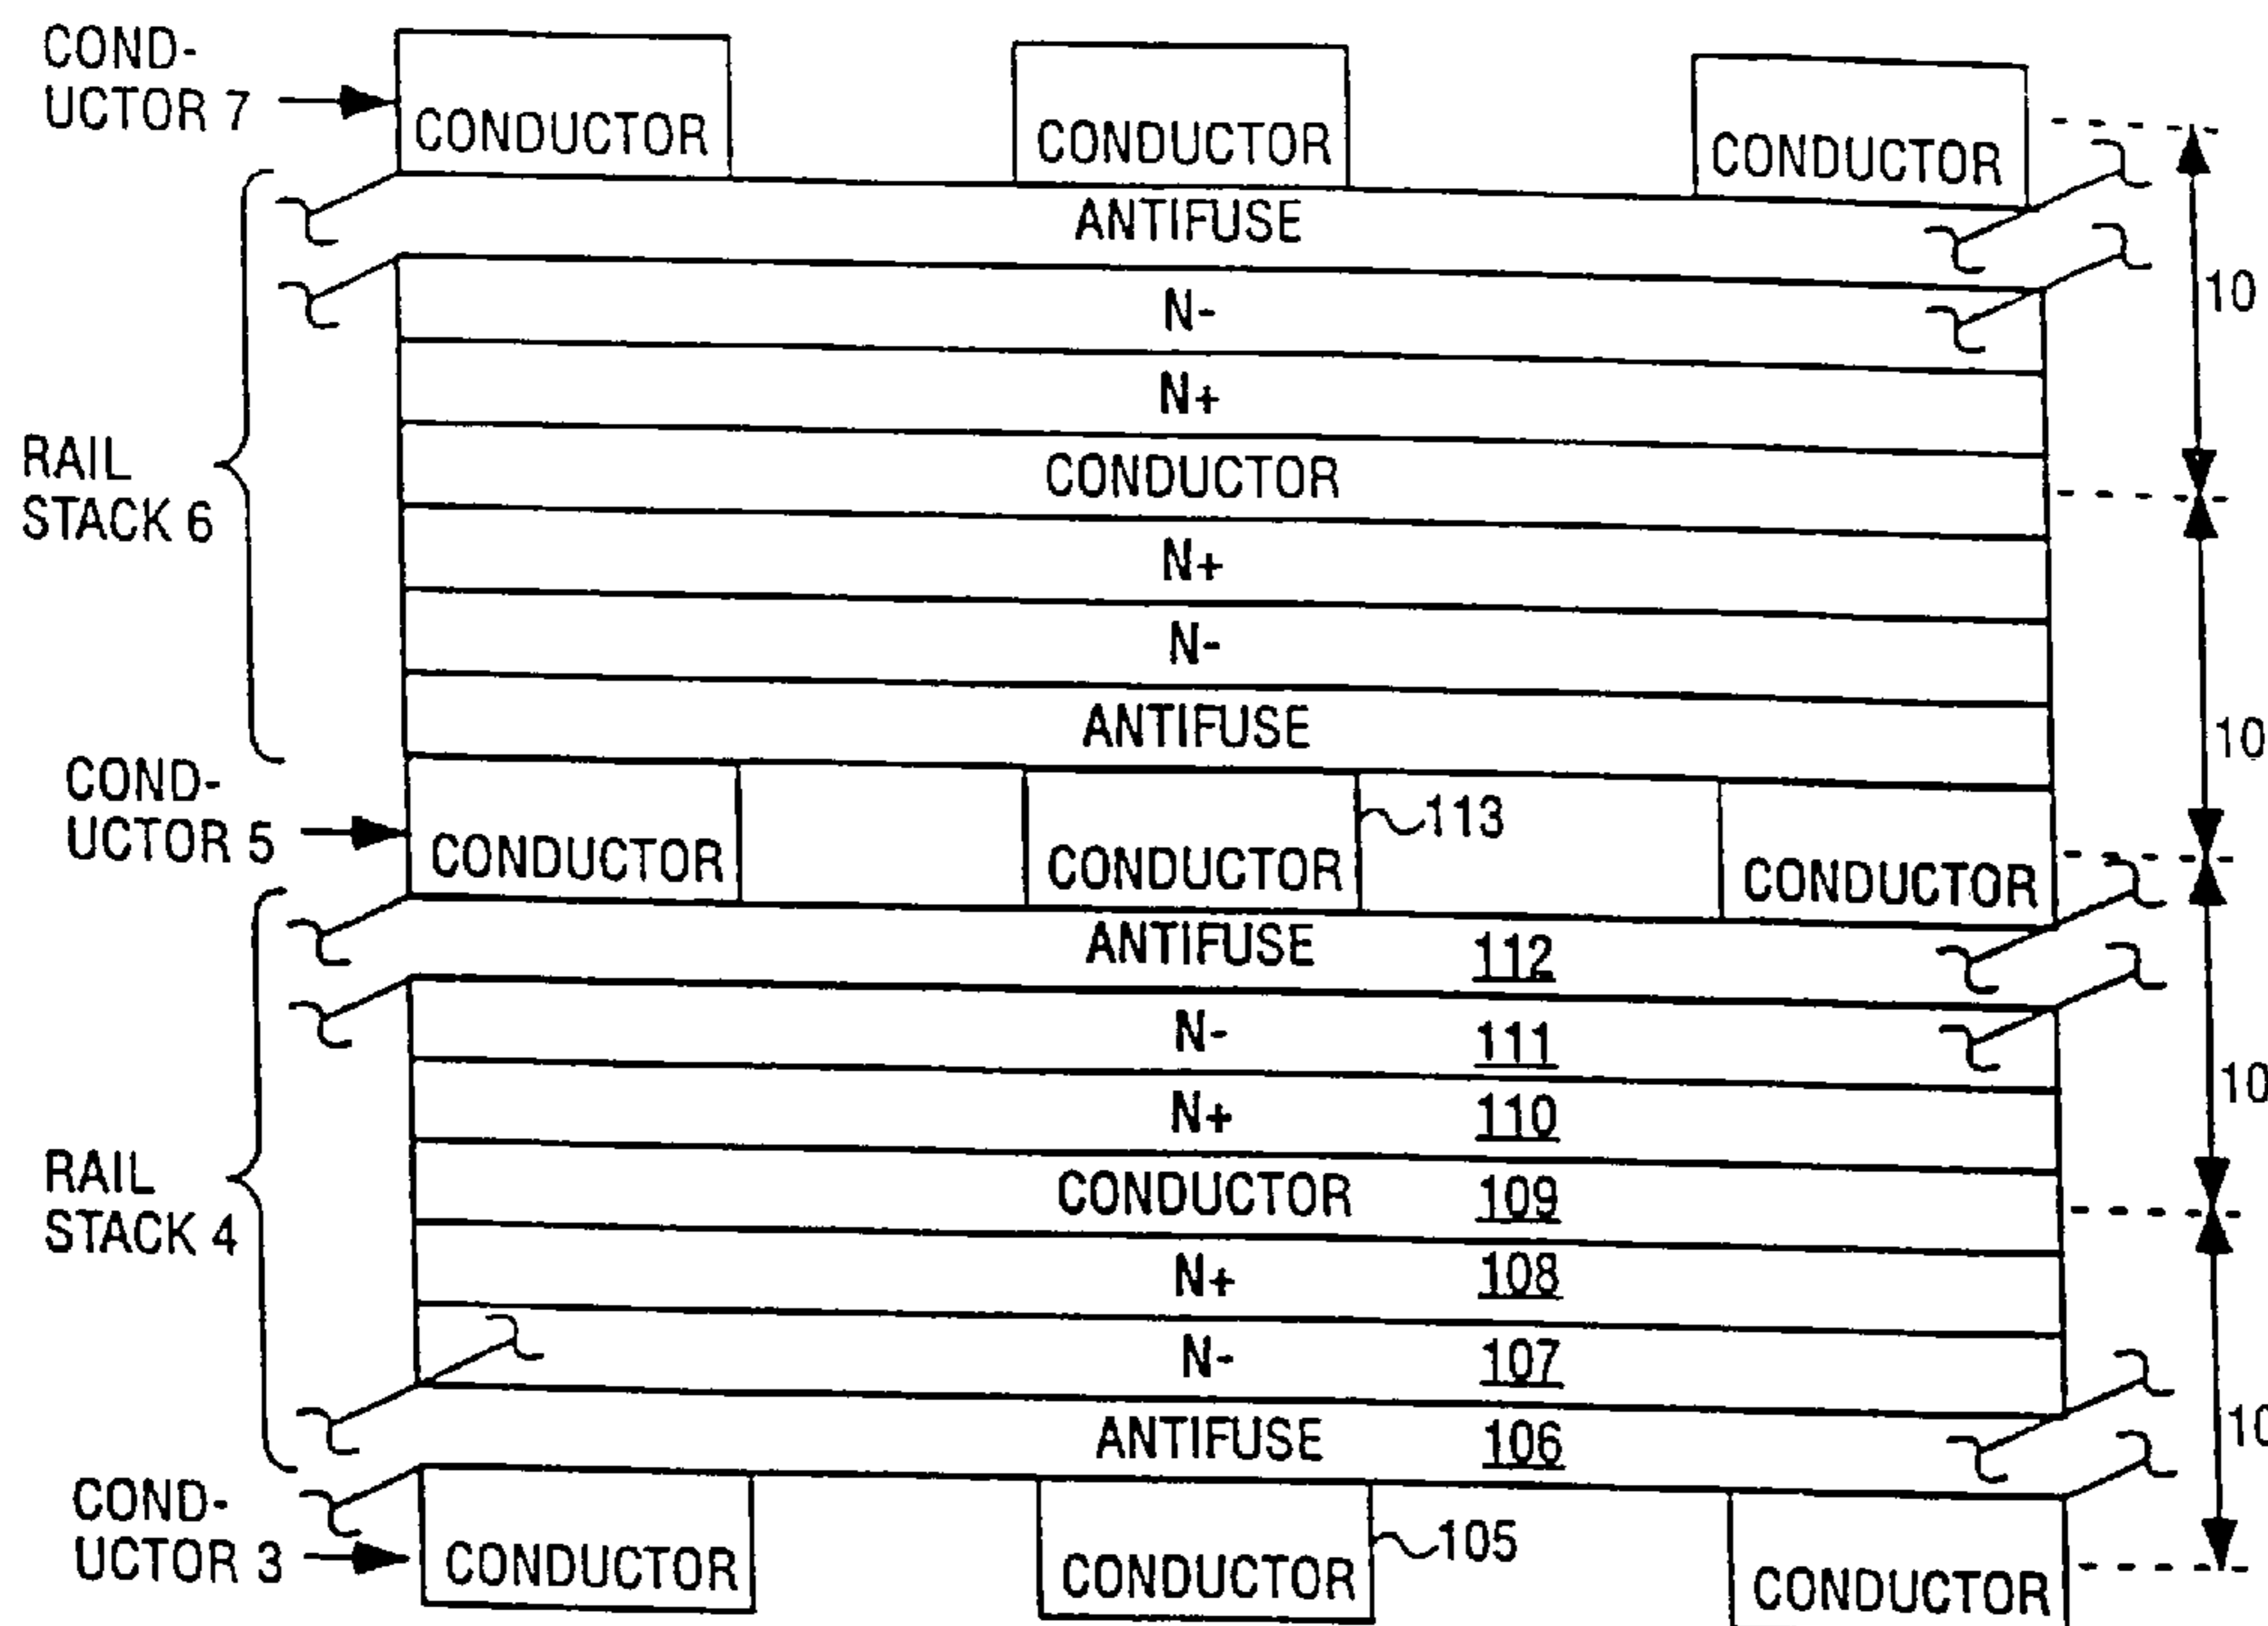 COND-
UCTOR 7
CONDUCTOR CONDUCTOR CONDUCTOR
ANTIFUSE
N-
10
N+
RAIL
STACK 6
CONDUCTOR
N+
N-
ANTIFUSE
10
COND-
UCTOR 5
CONDUCTOR CONDUCTOR 113 CONDUCTOR
ANTIFUSE 112
N- 111
10
N+ 110
RAIL
STACK 4
CONDUCTOR 109
N+ 108
N- 107
ANTIFUSE 106
10
COND-
UCTOR 3
CONDUCTOR CONDUCTOR 105 CONDUCTOR